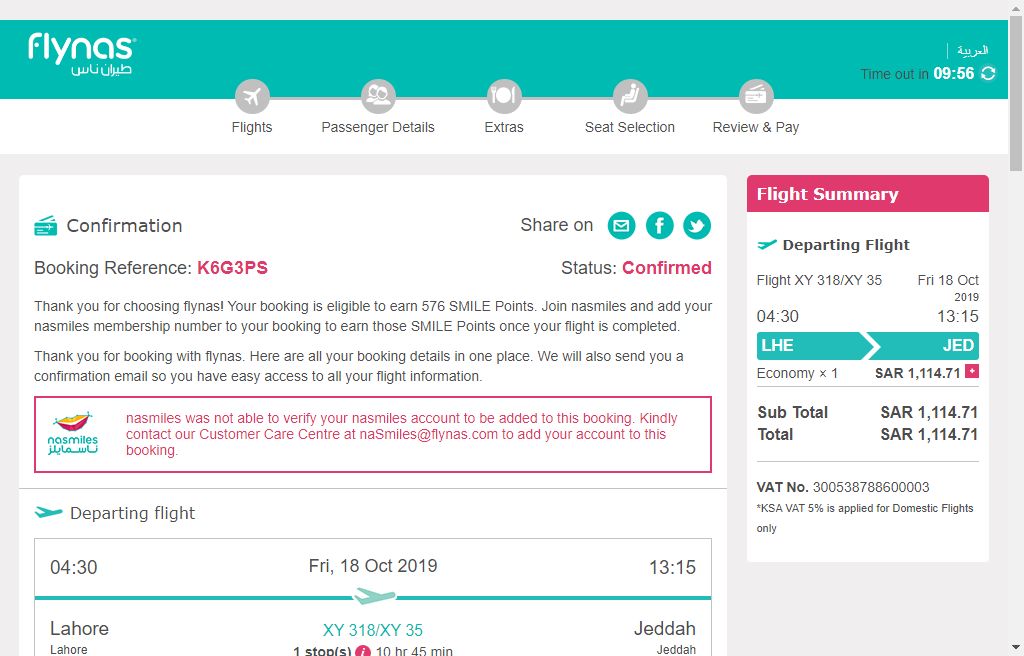 flynas
طيران ناس
العربية
Time out in 09:56
Flights
Passenger Details
Extras
Seat Selection
Review & Pay
Confirmation
Share on
Booking Reference: K6G3PS
Status: Confirmed
Thank you for choosing flynas! Your booking is eligible to earn 576 SMILE Points. Join nasmiles and add your
nasmiles membership number to your booking to earn those SMILE Points once your flight is completed.
Thank you for booking with flynas. Here are all your booking details in one place. We will also send you a
confirmation email so you have easy access to all your flight information.
nasmiles
ناسمايلز
nasmiles was not able to verify your nasmiles account to be added to this booking. Kindly
contact our Customer Care Centre at naSmiles@flynas.com to add your account to this
booking.
Departing flight
04:30
Fri, 18 Oct 2019
13:15
Lahore
XY 318/XY 35
Jeddah
Lahore
1 stop(s) i 10 hr 45 min
Jeddah
Flight Summary
Departing Flight
Flight XY 318/XY 35
Fri 18 Oct
2019
04:30
13:15
LHE
JED
Economy × 1
SAR 1,114.71 +
Sub Total
SAR 1,114.71
Total
SAR 1,114.71
VAT No. 300538788600003
*KSA VAT 5% is applied for Domestic Flights
only